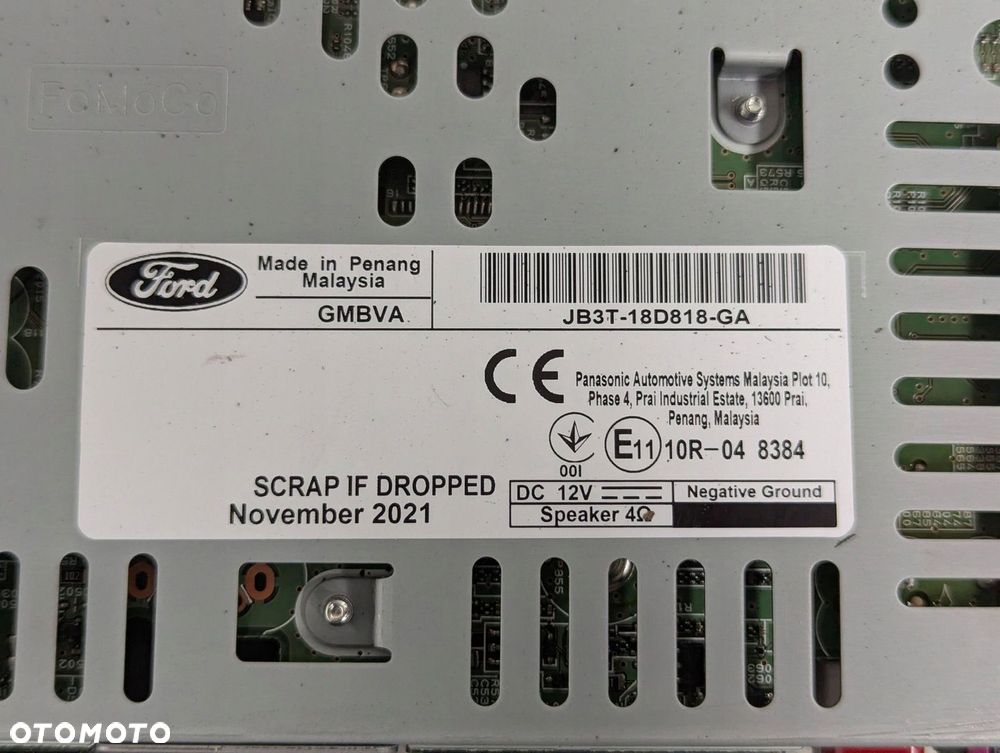 FoMoCo
Ford
Made in Penang
Malaysia
GMBVA
JB3T-18D818-GA
CE
Panasonic Automotive Systems Malaysia Plot 10,
Phase 4, Prai Industrial Estate, 13600 Prai,
Penang, Malaysia
001
E11 10R-04 8384
SCRAP IF DROPPED
November 2021
DC 12V
Negative Ground
Speaker 4Ω
R573
OTOMOTO